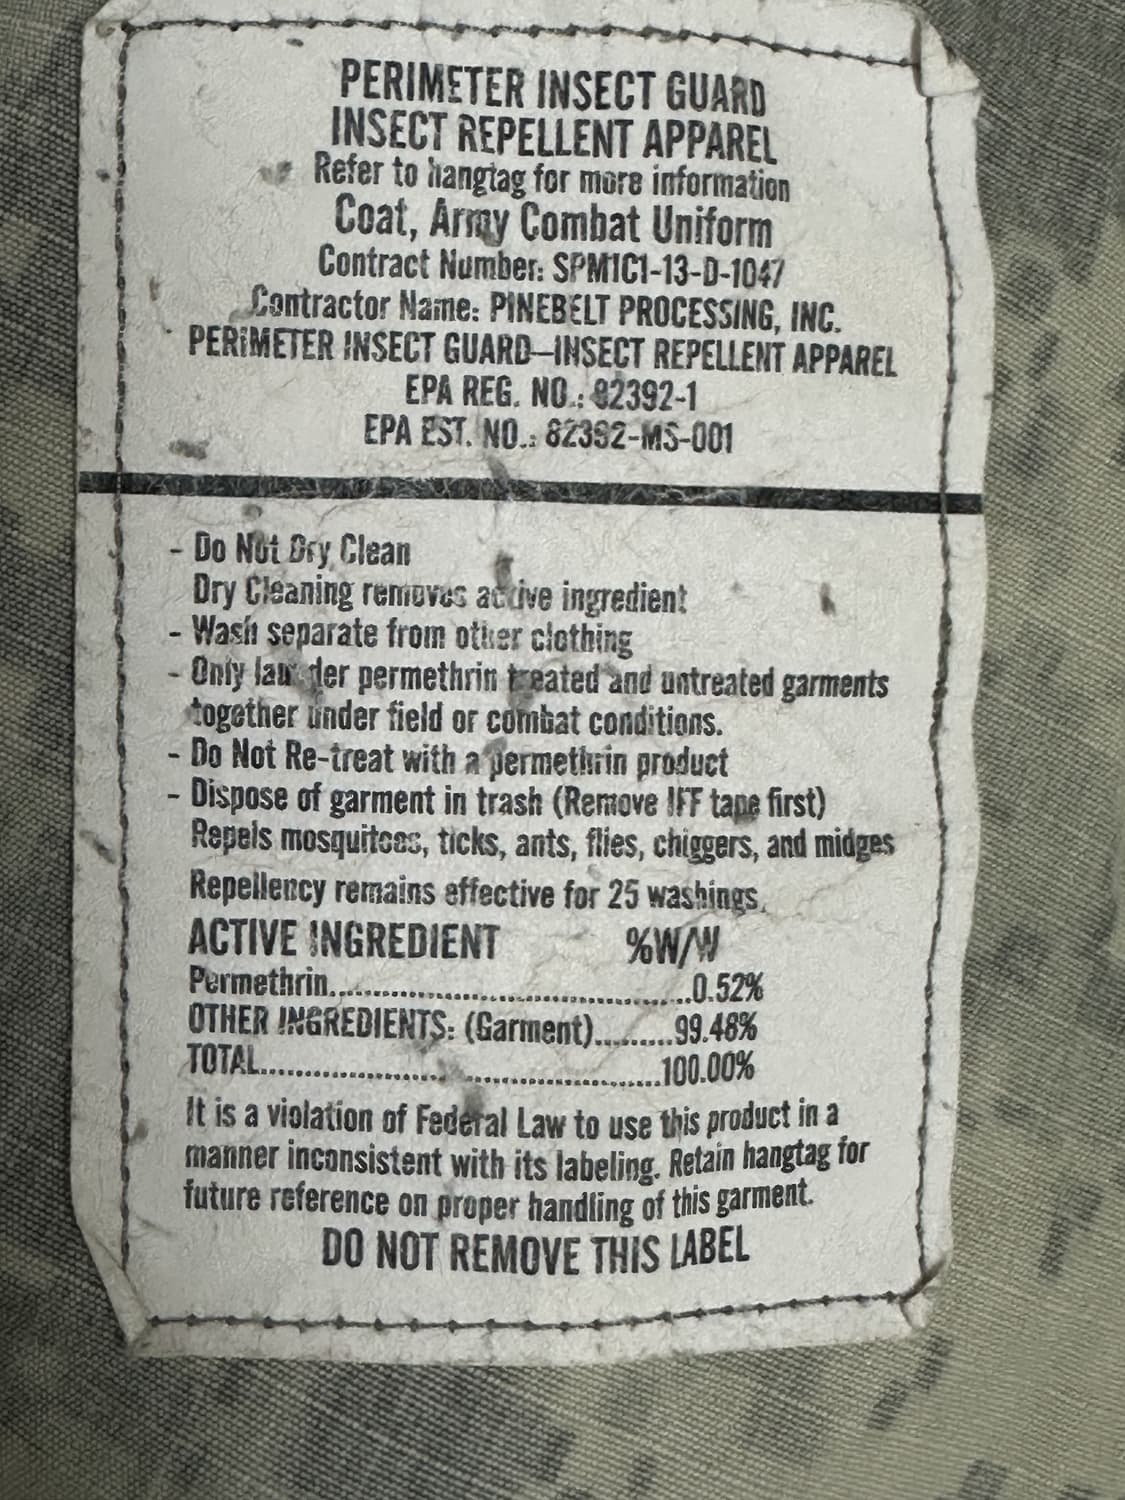 PERIMETER INSECT GUARD
INSECT REPELLENT APPAREL
Refer to hangtag for more information
Coat, Army Combat Uniform
Contract Number: SPM1C1-13-D-1047
Contractor Name: PINEBELT PROCESSING, INC.
PERIMETER INSECT GUARD—INSECT REPELLENT APPAREL
EPA REG. NO.: 82392-1
EPA EST. NO.: 82392-MS-001
- Do Not Dry Clean
Dry Cleaning removes active ingredient
- Wash separate from other clothing
- Only launder permethrin treated and untreated garments
together under field or combat conditions.
- Do Not Re-treat with a permethrin product
- Dispose of garment in trash (Remove IFF tape first)
Repels mosquitoes, ticks, ants, flies, chiggers, and midges
Repellency remains effective for 25 washings.
ACTIVE INGREDIENT %W/W
Permethrin..........................................0.52%
OTHER INGREDIENTS: (Garment).........99.48%
TOTAL................................................100.00%
It is a violation of Federal Law to use this product in a
manner inconsistent with its labeling. Retain hangtag for
future reference on proper handling of this garment.
DO NOT REMOVE THIS LABEL